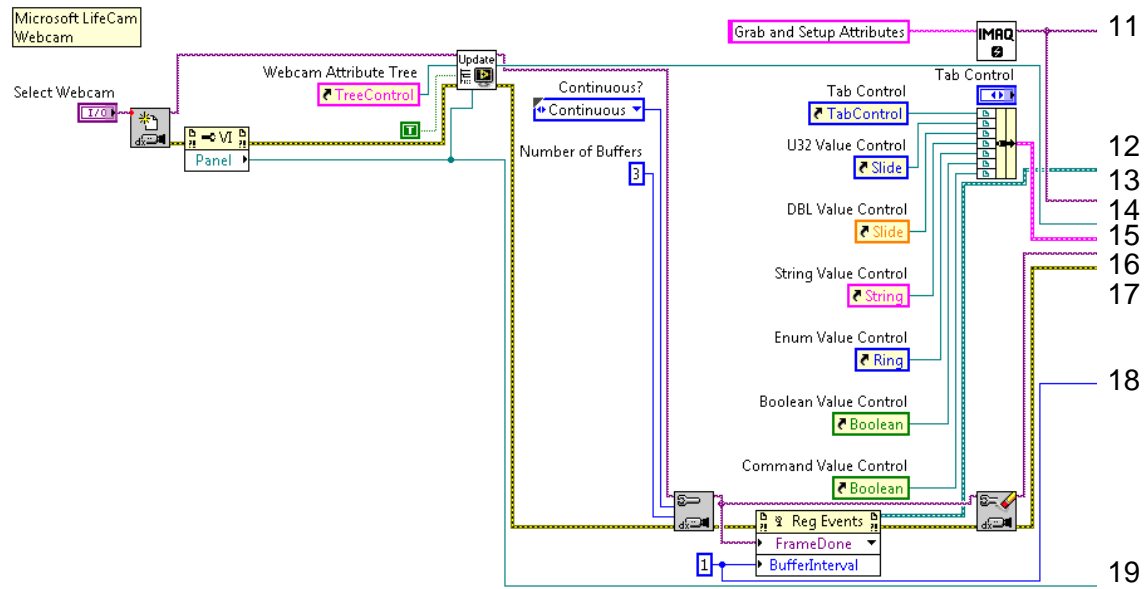 Microsoft LifeCam
Webcam
Select Webcam
I/O
dx
VI
Panel
Webcam Attribute Tree
TreeControl
T
Update
Continuous?
Continuous
Number of Buffers
3
Grab and Setup Attributes
IMAQ
Tab Control
Tab Control
TabControl
U32 Value Control
Slide
DBL Value Control
Slide
String Value Control
String
Enum Value Control
Ring
Boolean Value Control
Boolean
Command Value Control
Boolean
dx
Reg Events
FrameDone
BufferInterval
1
dx
11
12
13
14
15
16
17
18
19